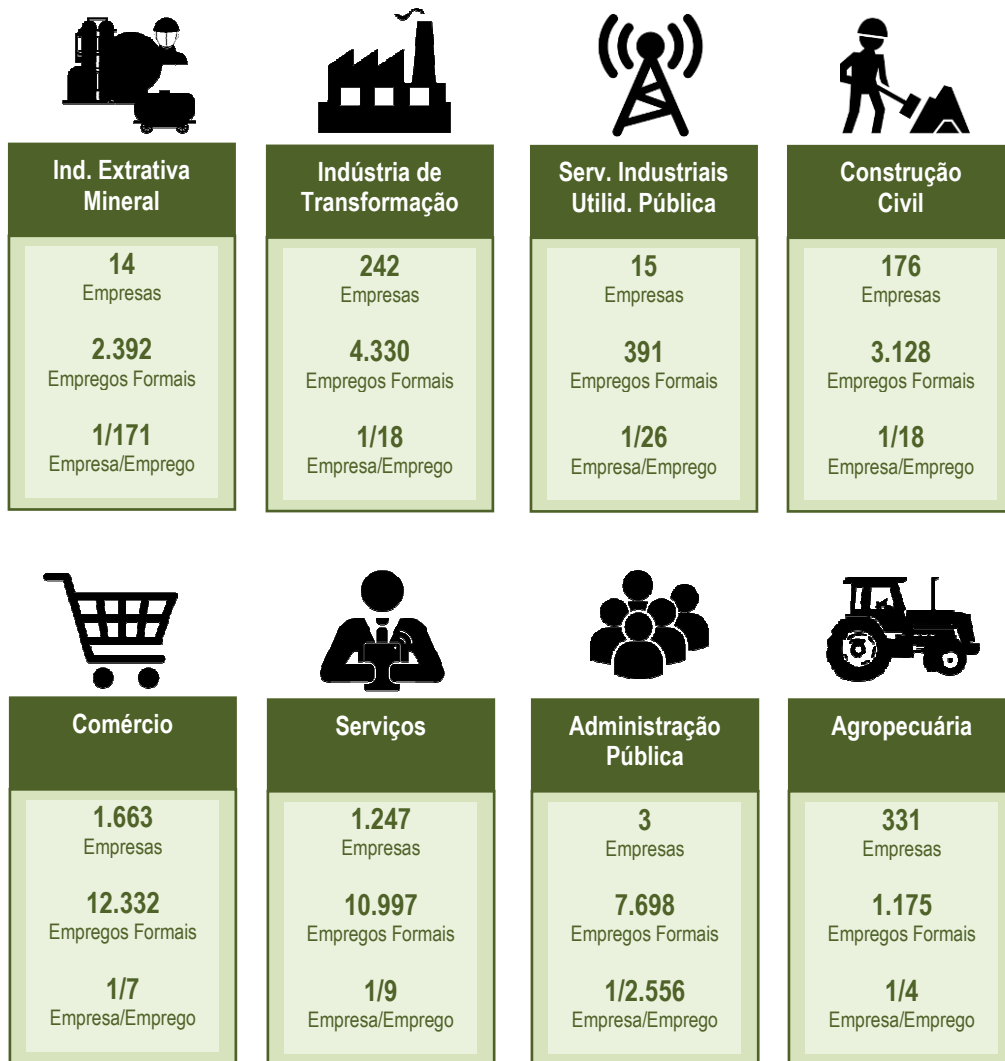 Ind. Extrativa
Mineral
14
Empresas
2.392
Empregos Formais
1/171
Empresa/Emprego
Indústria de
Transformação
242
Empresas
4.330
Empregos Formais
1/18
Empresa/Emprego
Serv. Industriais
Utilid. Pública
15
Empresas
391
Empregos Formais
1/26
Empresa/Emprego
Construção
Civil
176
Empresas
3.128
Empregos Formais
1/18
Empresa/Emprego
Comércio
1.663
Empresas
12.332
Empregos Formais
1/7
Empresa/Emprego
Serviços
1.247
Empresas
10.997
Empregos Formais
1/9
Empresa/Emprego
Administração
Pública
3
Empresas
7.698
Empregos Formais
1/2.556
Empresa/Emprego
Agropecuária
331
Empresas
1.175
Empregos Formais
1/4
Empresa/Emprego